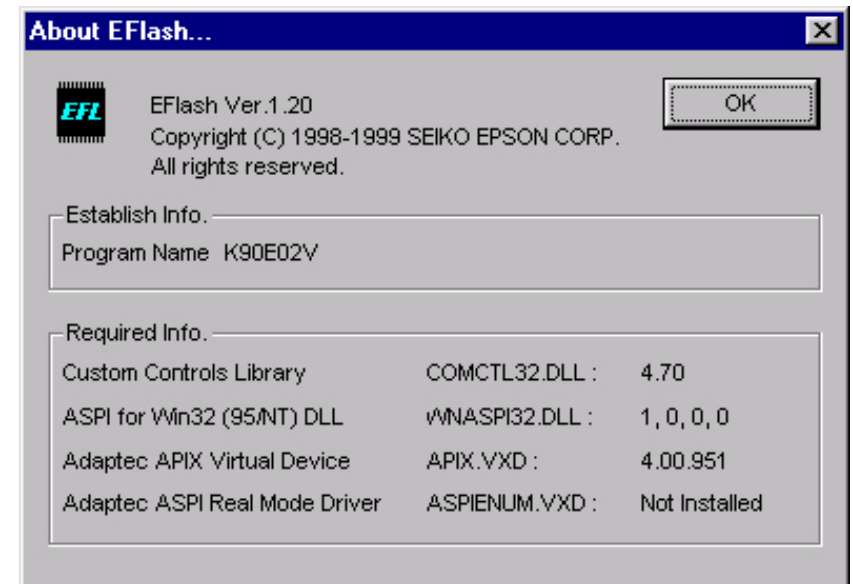 About EFlash...
EFL
EFlash Ver.1.20
OK
Copyright (C) 1998-1999 SEIKO EPSON CORP.
All rights reserved.
Establish Info.
Program Name K90E02V
Required Info.
Custom Controls Library COMCTL32.DLL : 4.70
ASPI for Win32 (95/NT) DLL WNASPI32.DLL : 1, 0, 0, 0
Adaptec APIX Virtual Device APIX.VXD : 4.00.951
Adaptec ASPI Real Mode Driver ASPIENUM.VXD : Not Installed